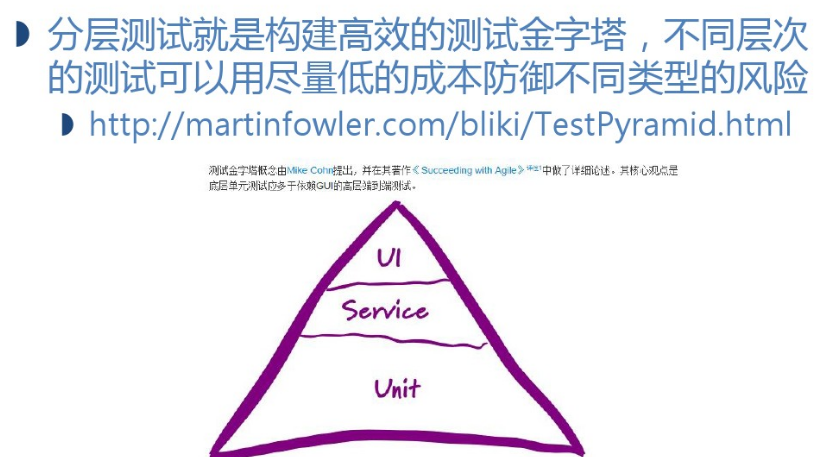 分层测试就是构建高效的测试金字塔，不同层次
的测试可以用尽量低的成本防御不同类型的风险
http://martinfowler.com/bliki/TestPyramid.html
测试金字塔概念由Mike Cohn提出，并在其著作《Succeeding with Agile》中做了详细论述。其核心观点是
底层单元测试应多于依赖GUI的高层端到端测试。
UI
Service
Unit